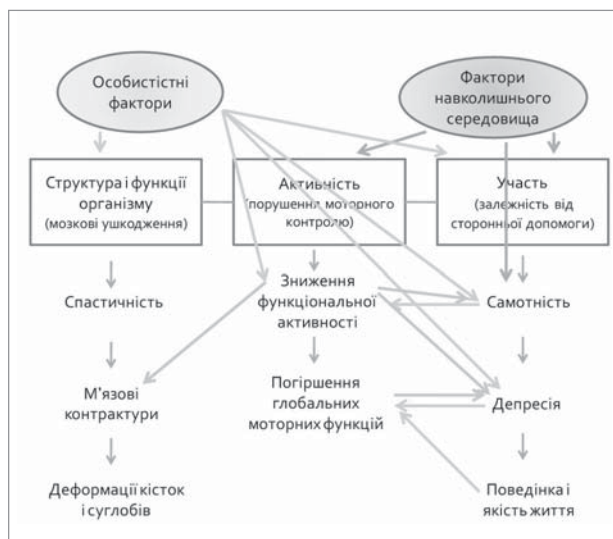 Особистістні
фактори
Фактори
навколишнього
середовища
Структура і функції
організму
(мозкові ушкодження)
Активність
(порушення моторного
контролю)
Участь
(залежність від
сторонньої допомоги)
Спастичність
Зниження
функціональної
активності
Самотність
М'язові
контрактури
Погіршення
глобальних
моторних функцій
Депресія
Деформації кісток
і суглобів
Поведінка і
якість життя